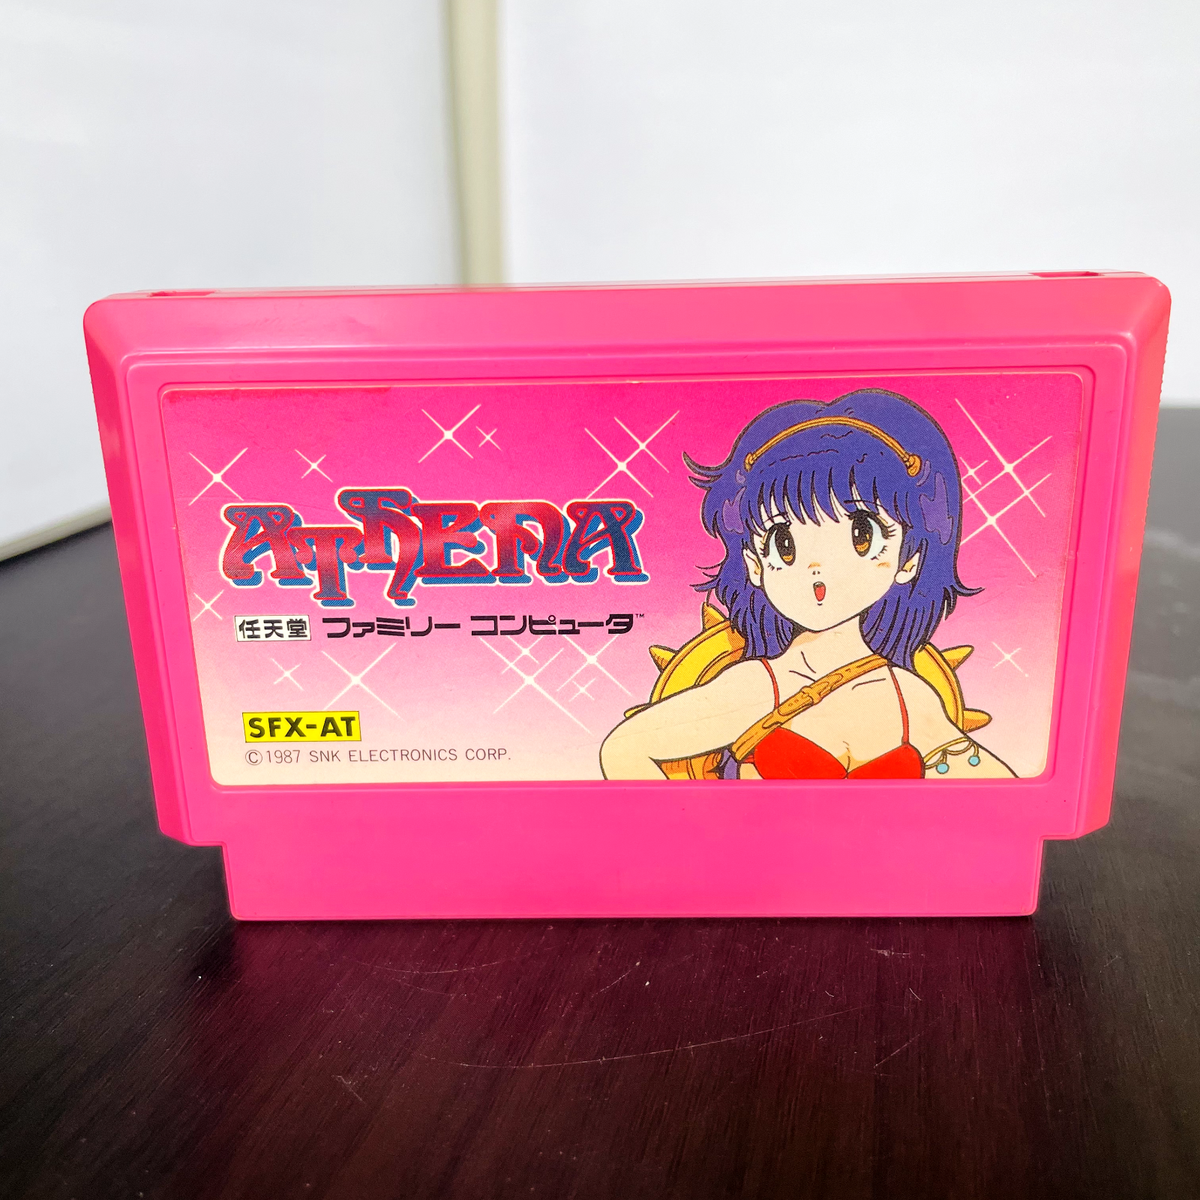 ATHENA
任天堂 ファミリー コンピュータ™
SFX-AT
©1987 SNK ELECTRONICS CORP.